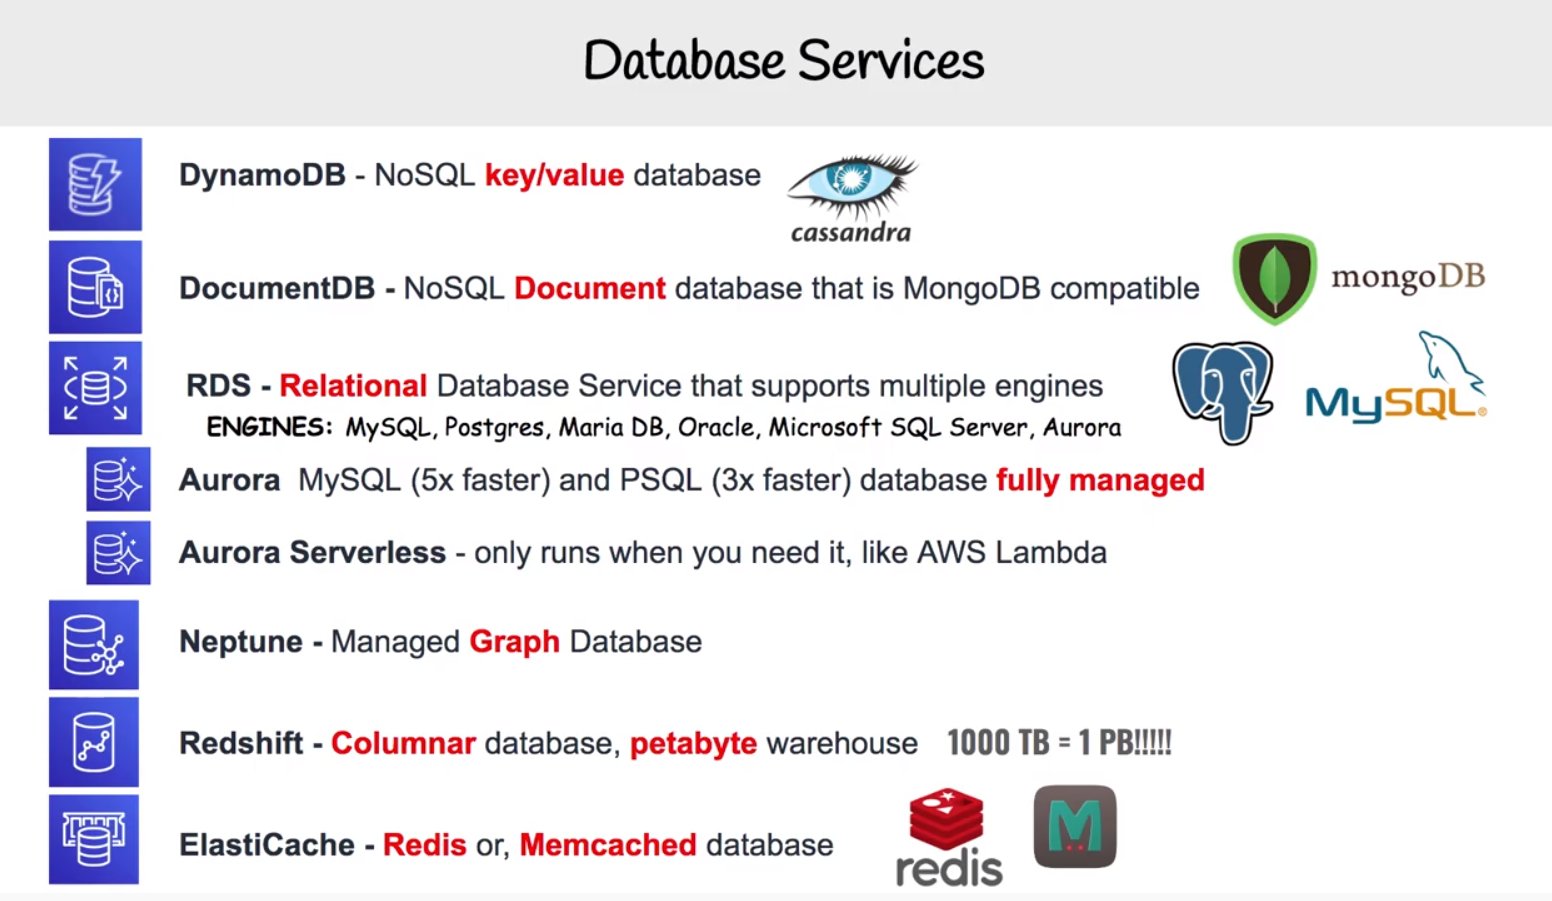 Database Services
DynamoDB - NoSQL key/value database
cassandra
DocumentDB - NoSQL Document database that is MongoDB compatible
mongoDB
RDS - Relational Database Service that supports multiple engines
MySQL®
ENGINES: MySQL, Postgres, Maria DB, Oracle, Microsoft SQL Server, Aurora
Aurora MySQL (5x faster) and PSQL (3x faster) database fully managed
Aurora Serverless - only runs when you need it, like AWS Lambda
Neptune - Managed Graph Database
Redshift - Columnar database, petabyte warehouse
1000 TB = 1 PB!!!!!
ElastiCache - Redis or, Memcached database
redis
M